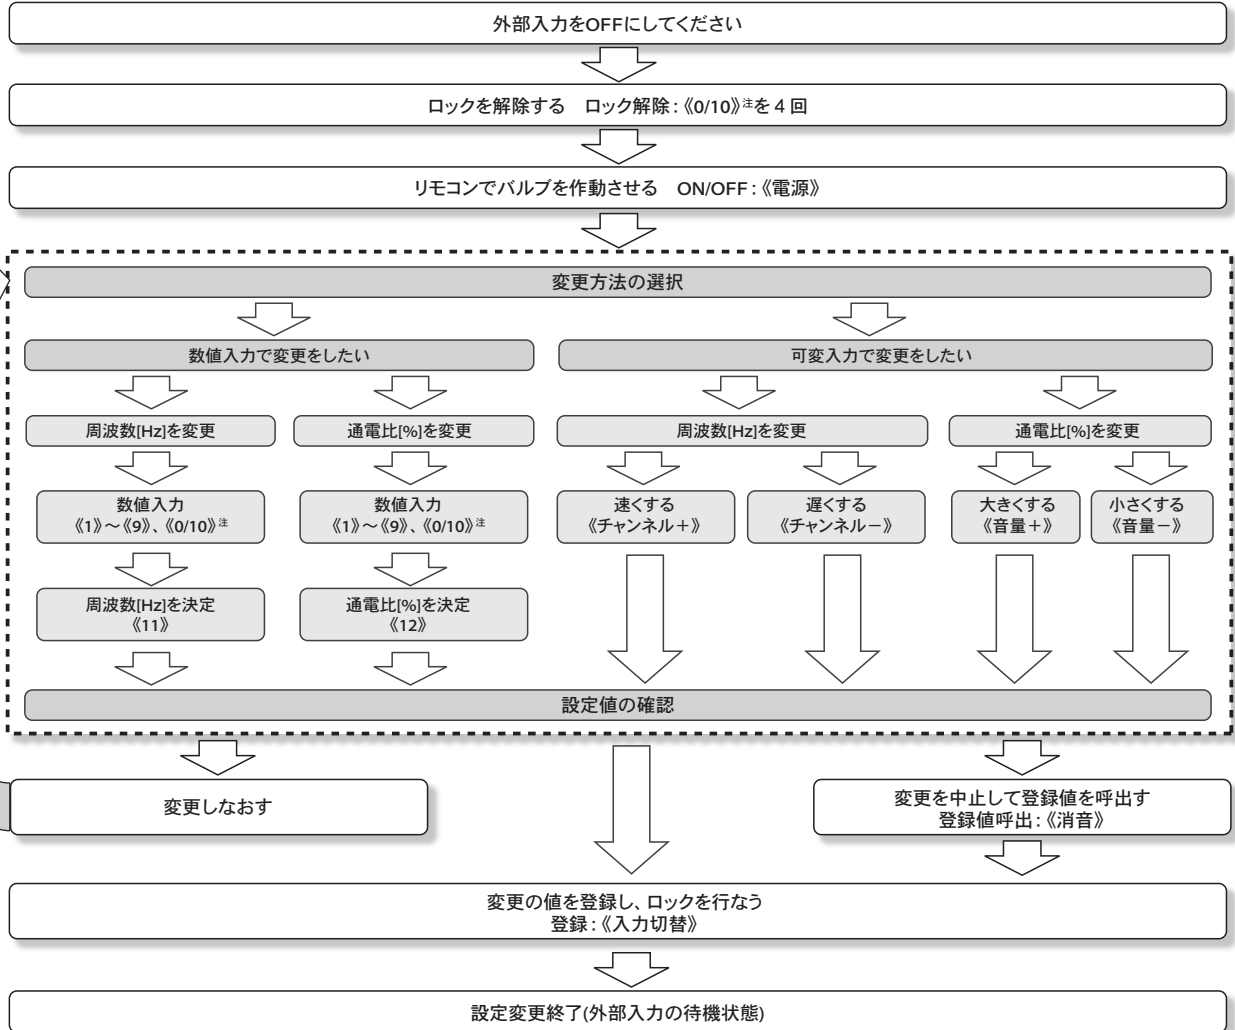 外部入力をOFFにしてください
ロックを解除する　ロック解除：《0/10》注を4回
リモコンでバルブを作動させる　ON/OFF：《電源》
変更方法の選択
数値入力で変更をしたい
可変入力で変更をしたい
周波数[Hz]を変更
通電比[%]を変更
周波数[Hz]を変更
通電比[%]を変更
数値入力
《1》～《9》、《0/10》注
数値入力
《1》～《9》、《0/10》注
速くする
《チャンネル＋》
遅くする
《チャンネル－》
大きくする
《音量＋》
小さくする
《音量－》
周波数[Hz]を決定
《11》
通電比[%]を決定
《12》
設定値の確認
変更しなおす
変更を中止して登録値を呼出す
登録値呼出：《消音》
変更の値を登録し、ロックを行なう
登録：《入力切替》
設定変更終了(外部入力の待機状態)